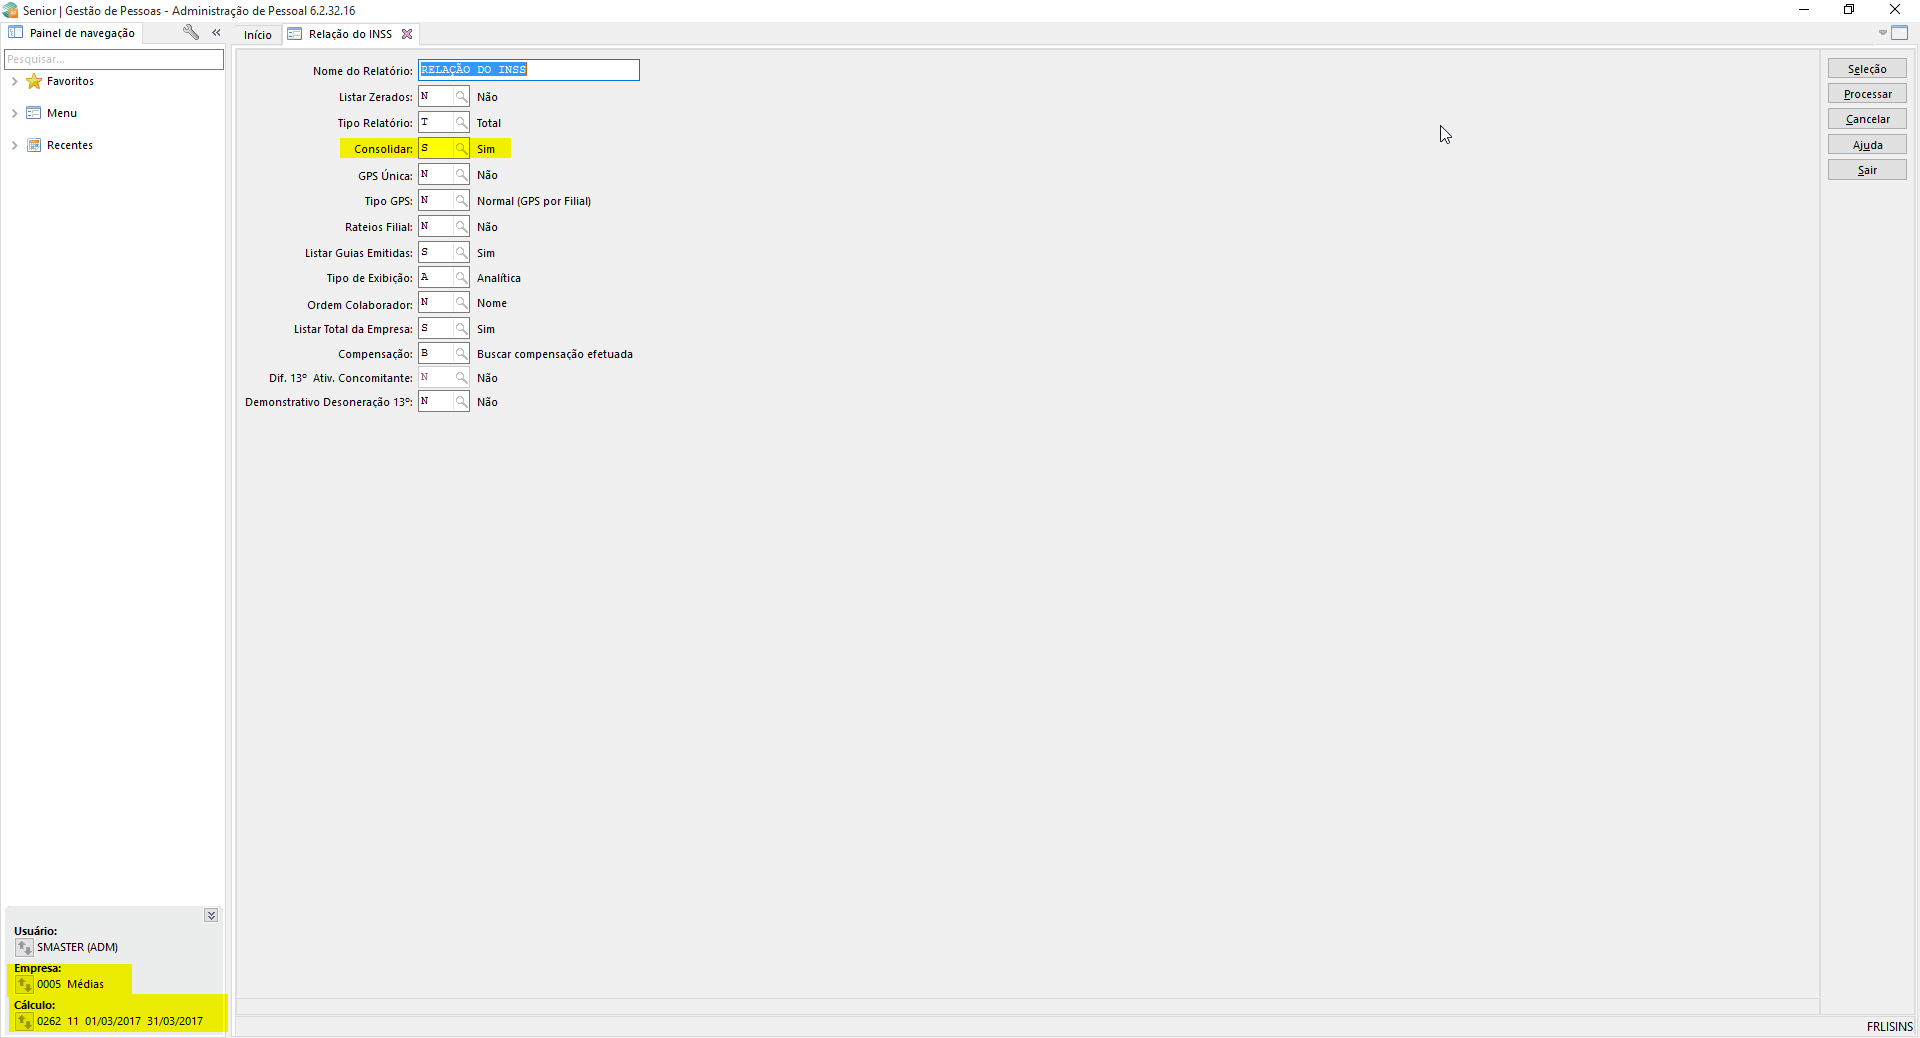 Senior | Gestão de Pessoas - Administração de Pessoal 6.2.32.16
Painel de navegação
Início
Relação do INSS
Pesquisar...
Favoritos
Menu
Recentes
Nome do Relatório: RELAÇÃO DO INSS
Listar Zerados: N Não
Tipo Relatório: T Total
Consolidar: S Sim
GPS Única: N Não
Tipo GPS: N Normal (GPS por Filial)
Rateios Filial: N Não
Listar Guias Emitidas: S Sim
Tipo de Exibição: A Analítica
Ordem Colaborador: N Nome
Listar Total da Empresa: S Sim
Compensação: B Buscar compensação efetuada
Dif. 13º Ativ. Concomitante: N Não
Demonstrativo Desoneração 13º: N Não
Seleção
Processar
Cancelar
Ajuda
Sair
Usuário:
SMASTER (ADM)
Empresa:
0005 Médias
Cálculo:
0262 11 01/03/2017 31/03/2017
FRLISINS